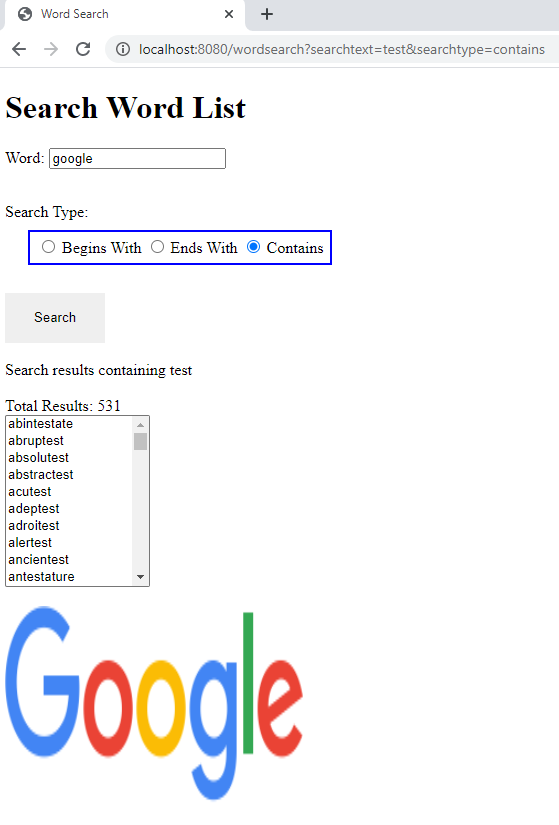 Word Search
localhost:8080/wordsearch?searchtext=test&searchtype=contains
Search Word List
Word: google
Search Type:
Begins With Ends With Contains
Search
Search results containing test
Total Results: 531
abintestate
abruptest
absolutest
abstractest
acutest
adeptest
adroitest
alertest
ancientest
antestature
Google